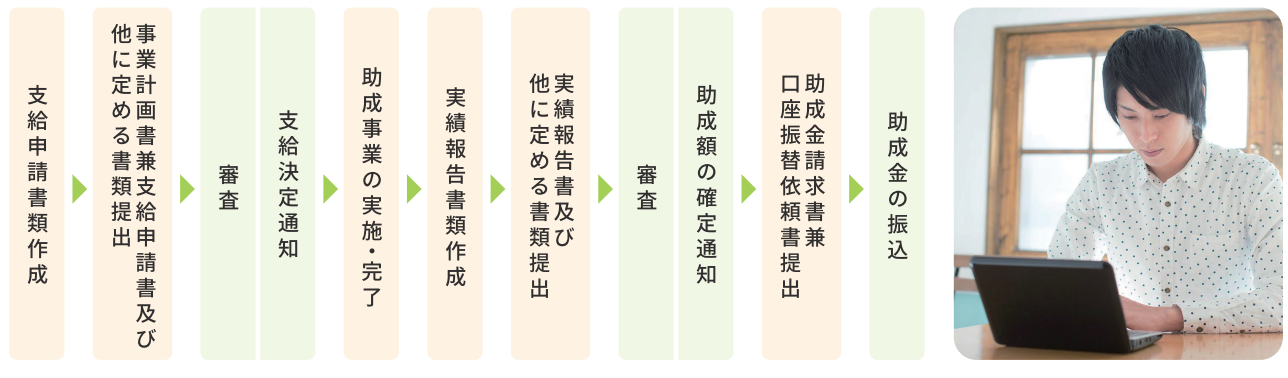 支給申請書類作成
事業計画書兼支給申請書及び
他に定める書類提出
審査
支給決定通知
助成事業の実施・完了
実績報告書類作成
実績報告書及び
他に定める書類提出
審査
助成額の確定通知
助成金請求書兼
口座振替依頼書提出
助成金の振込